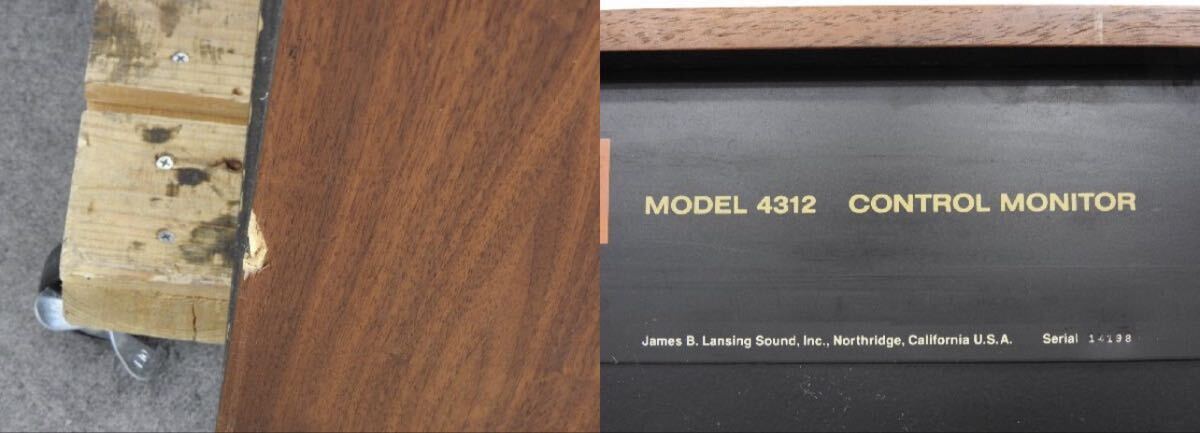 MODEL 4312 CONTROL MONITOR
James B. Lansing Sound, Inc., Northridge, California U.S.A. Serial 14198